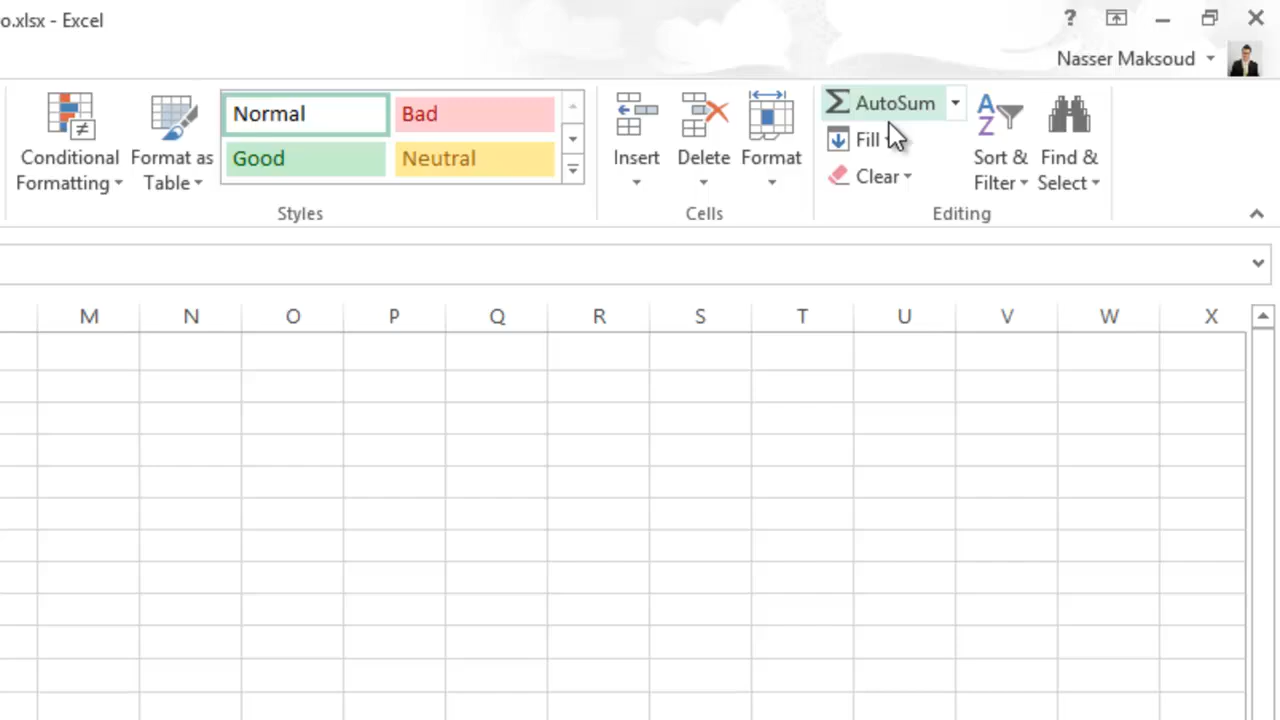 o.xlsx - Excel
?
Nasser Maksoud
Normal
Bad
Good
Neutral
Conditional
Formatting
Format as
Table
Styles
Insert
Delete
Format
Cells
Σ AutoSum
Fill
Clear
A
Z
Sort &
Filter
Find &
Select
Editing
M N O P Q R S T U V W X